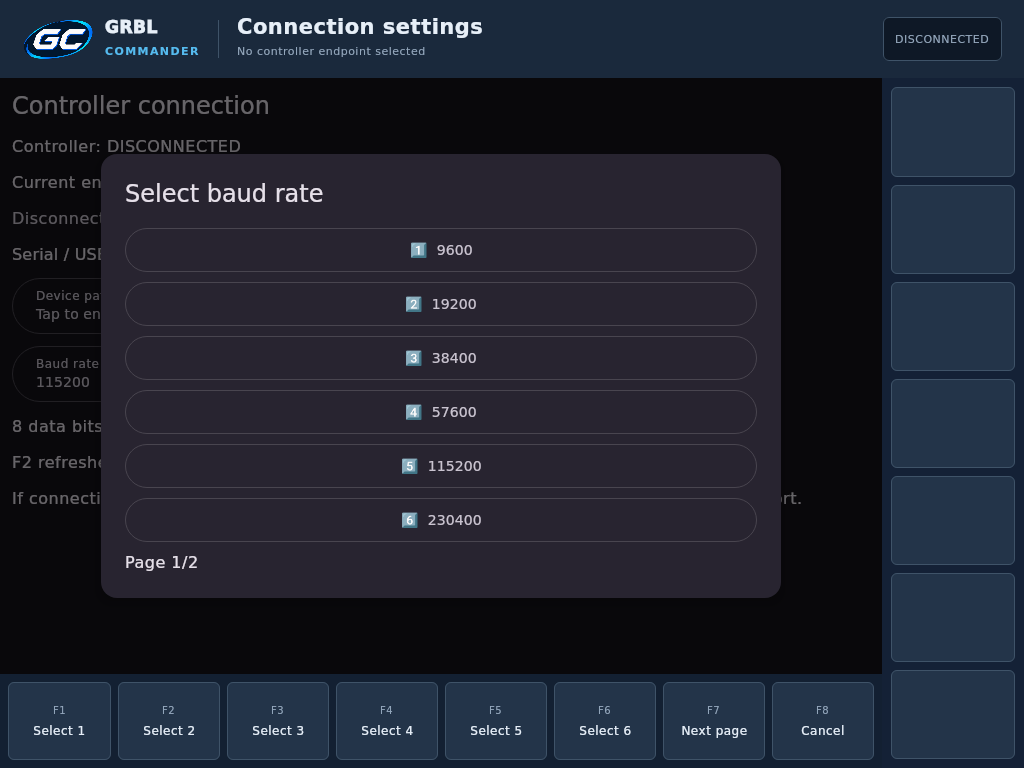 GC
GRBL
COMMANDER
Connection settings
No controller endpoint selected
DISCONNECTED
Controller connection
Controller: DISCONNECTED
Current en
Disconnect
Serial / USB
Device pa
Tap to en
Baud rate
115200
8 data bits
F2 refreshe
If connecti
rt.
Select baud rate
1 9600
2 19200
3 38400
4 57600
5 115200
6 230400
Page 1/2
F1
Select 1
F2
Select 2
F3
Select 3
F4
Select 4
F5
Select 5
F6
Select 6
F7
Next page
F8
Cancel